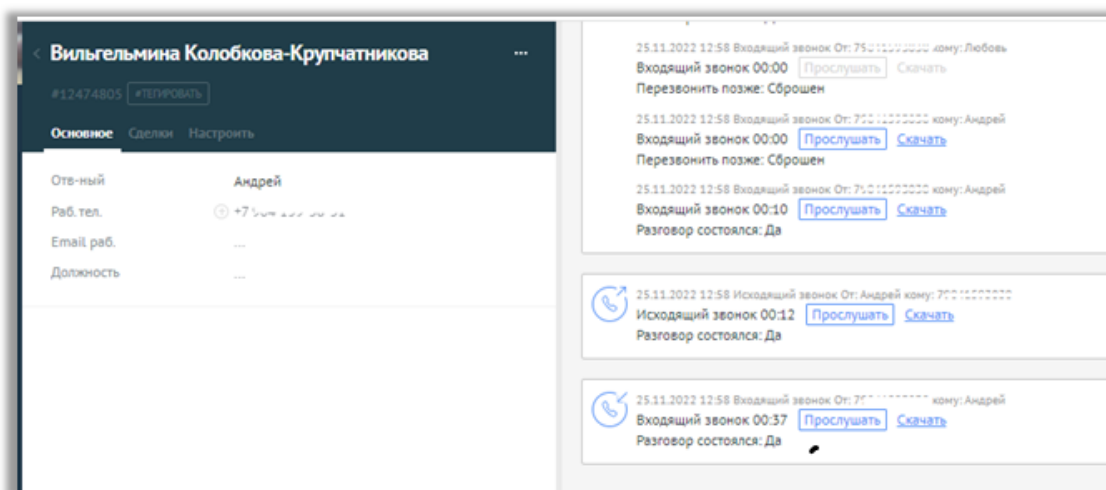 Вильгельмина Колобкова-Крупчатникова
...
#12474805 #ТЕГИРОВАТЬ
Основное Сделки Настроить
Отв-ный Андрей
Раб. тел. +7
Email раб. ...
Должность ...
25.11.2022 12:58 Входящий звонок От: кому: Любовь
Входящий звонок 00:00 Прослушать Скачать
Перезвонить позже: Сброшен
25.11.2022 12:58 Входящий звонок От: кому: Андрей
Входящий звонок 00:00 Прослушать Скачать
Перезвонить позже: Сброшен
25.11.2022 12:58 Входящий звонок От: кому: Андрей
Входящий звонок 00:10 Прослушать Скачать
Разговор состоялся: Да
25.11.2022 12:58 Исходящий звонок От: Андрей кому:
Исходящий звонок 00:12 Прослушать Скачать
Разговор состоялся: Да
25.11.2022 12:58 Входящий звонок От: кому: Андрей
Входящий звонок 00:37 Прослушать Скачать
Разговор состоялся: Да